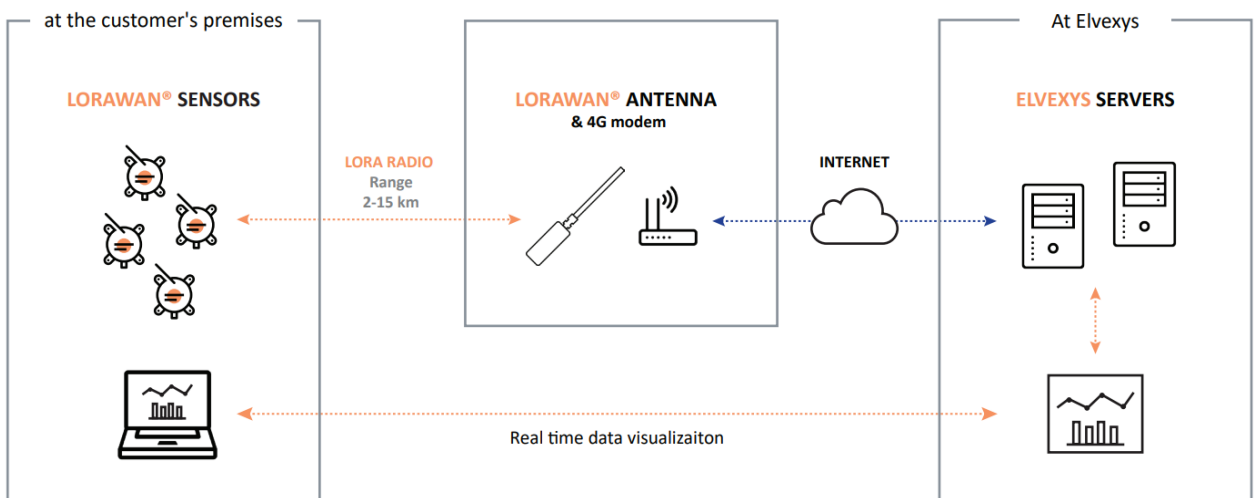 at the customer's premises
LORAWAN® SENSORS
LORA RADIO
Range
2-15 km
LORAWAN® ANTENNA
& 4G modem
INTERNET
At Elvexys
ELVEXYS SERVERS
Real time data visualizaiton